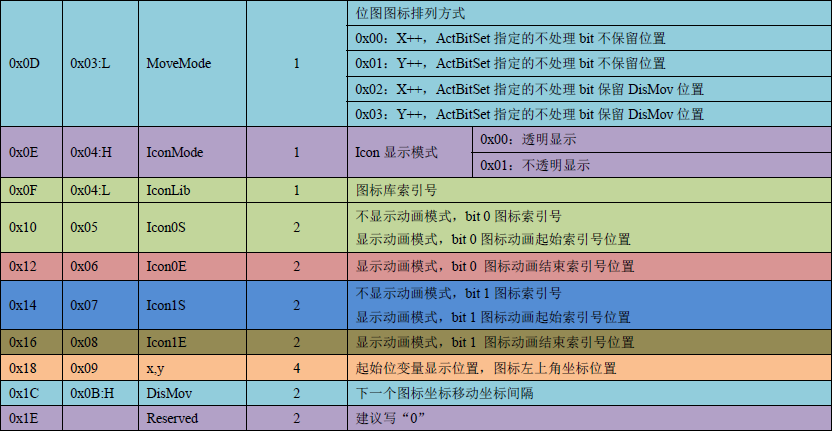 位图图标排列方式
0x00：X++，ActBitSet 指定的不处理 bit 不保留位置
0x01：Y++，ActBitSet 指定的不处理 bit 不保留位置
0x0D 0x03:L MoveMode 1
0x02：X++，ActBitSet 指定的不处理 bit 保留 DisMov 位置
0x03：Y++，ActBitSet 指定的不处理 bit 保留 DisMov 位置
0x0E 0x04:H IconMode 1 Icon 显示模式
0x00：透明显示
0x01：不透明显示
0x0F 0x04:L IconLib 1 图标库索引号
0x10 0x05 Icon0S 2
不显示动画模式，bit 0 图标索引号
显示动画模式，bit 0 图标动画起始索引号位置
0x12 0x06 Icon0E 2 显示动画模式，bit 0 图标动画结束索引号位置
0x14 0x07 Icon1S 2
不显示动画模式，bit 1 图标索引号
显示动画模式，bit 1 图标动画起始索引号位置
0x16 0x08 Icon1E 2 显示动画模式，bit 1 图标动画结束索引号位置
0x18 0x09 x,y 4 起始位变量显示位置，图标左上角坐标位置
0x1C 0x0B:H DisMov 2 下一个图标坐标移动坐标间隔
0x1E Reserved 2 建议写“0”